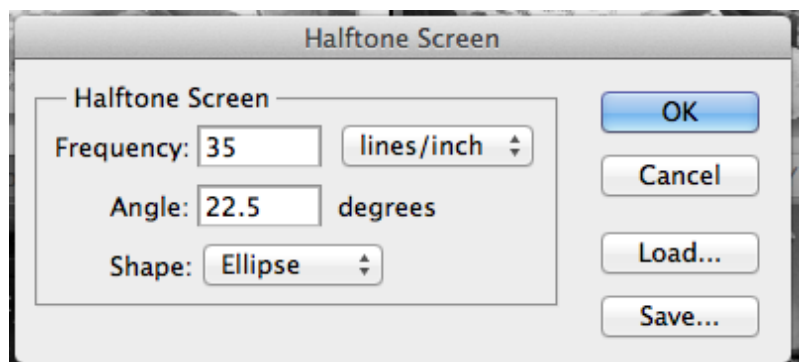 Halftone Screen
Halftone Screen
Frequency: 35 lines/inch
Angle: 22.5 degrees
Shape: Ellipse
OK
Cancel
Load...
Save...